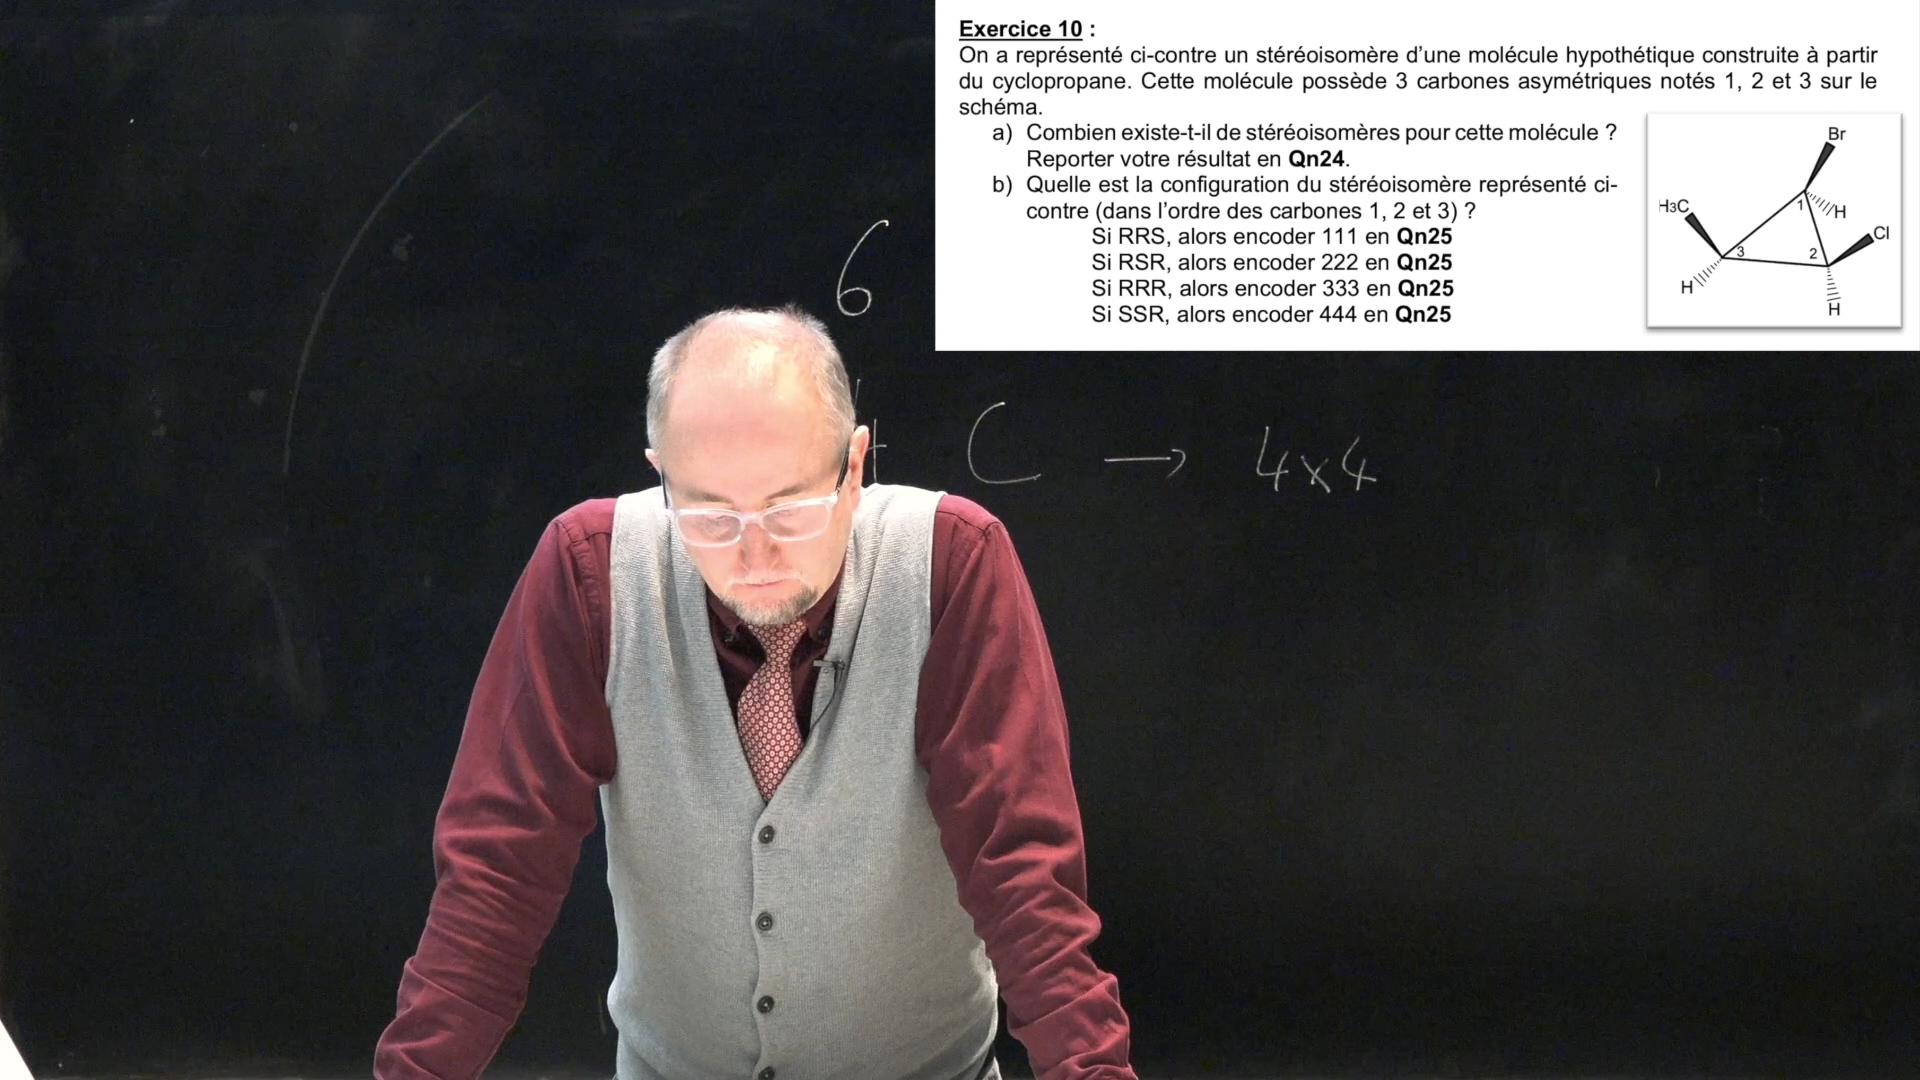 Exercice 10 :
On a représenté ci-contre un stéréoisomère d'une molécule hypothétique construite à partir
du cyclopropane. Cette molécule possède 3 carbones asymétriques notés 1, 2 et 3 sur le
schéma.
a) Combien existe-t-il de stéréoisomères pour cette molécule ?
Reporter votre résultat en Qn24.
b) Quelle est la configuration du stéréoisomère représenté ci-
contre (dans l'ordre des carbones 1, 2 et 3) ?
Si RRS, alors encoder 111 en Qn25
Si RSR, alors encoder 222 en Qn25
Si RRR, alors encoder 333 en Qn25
Si SSR, alors encoder 444 en Qn25
Br
H3C
1
H
Cl
3
2
H
H
6
C → 4x4